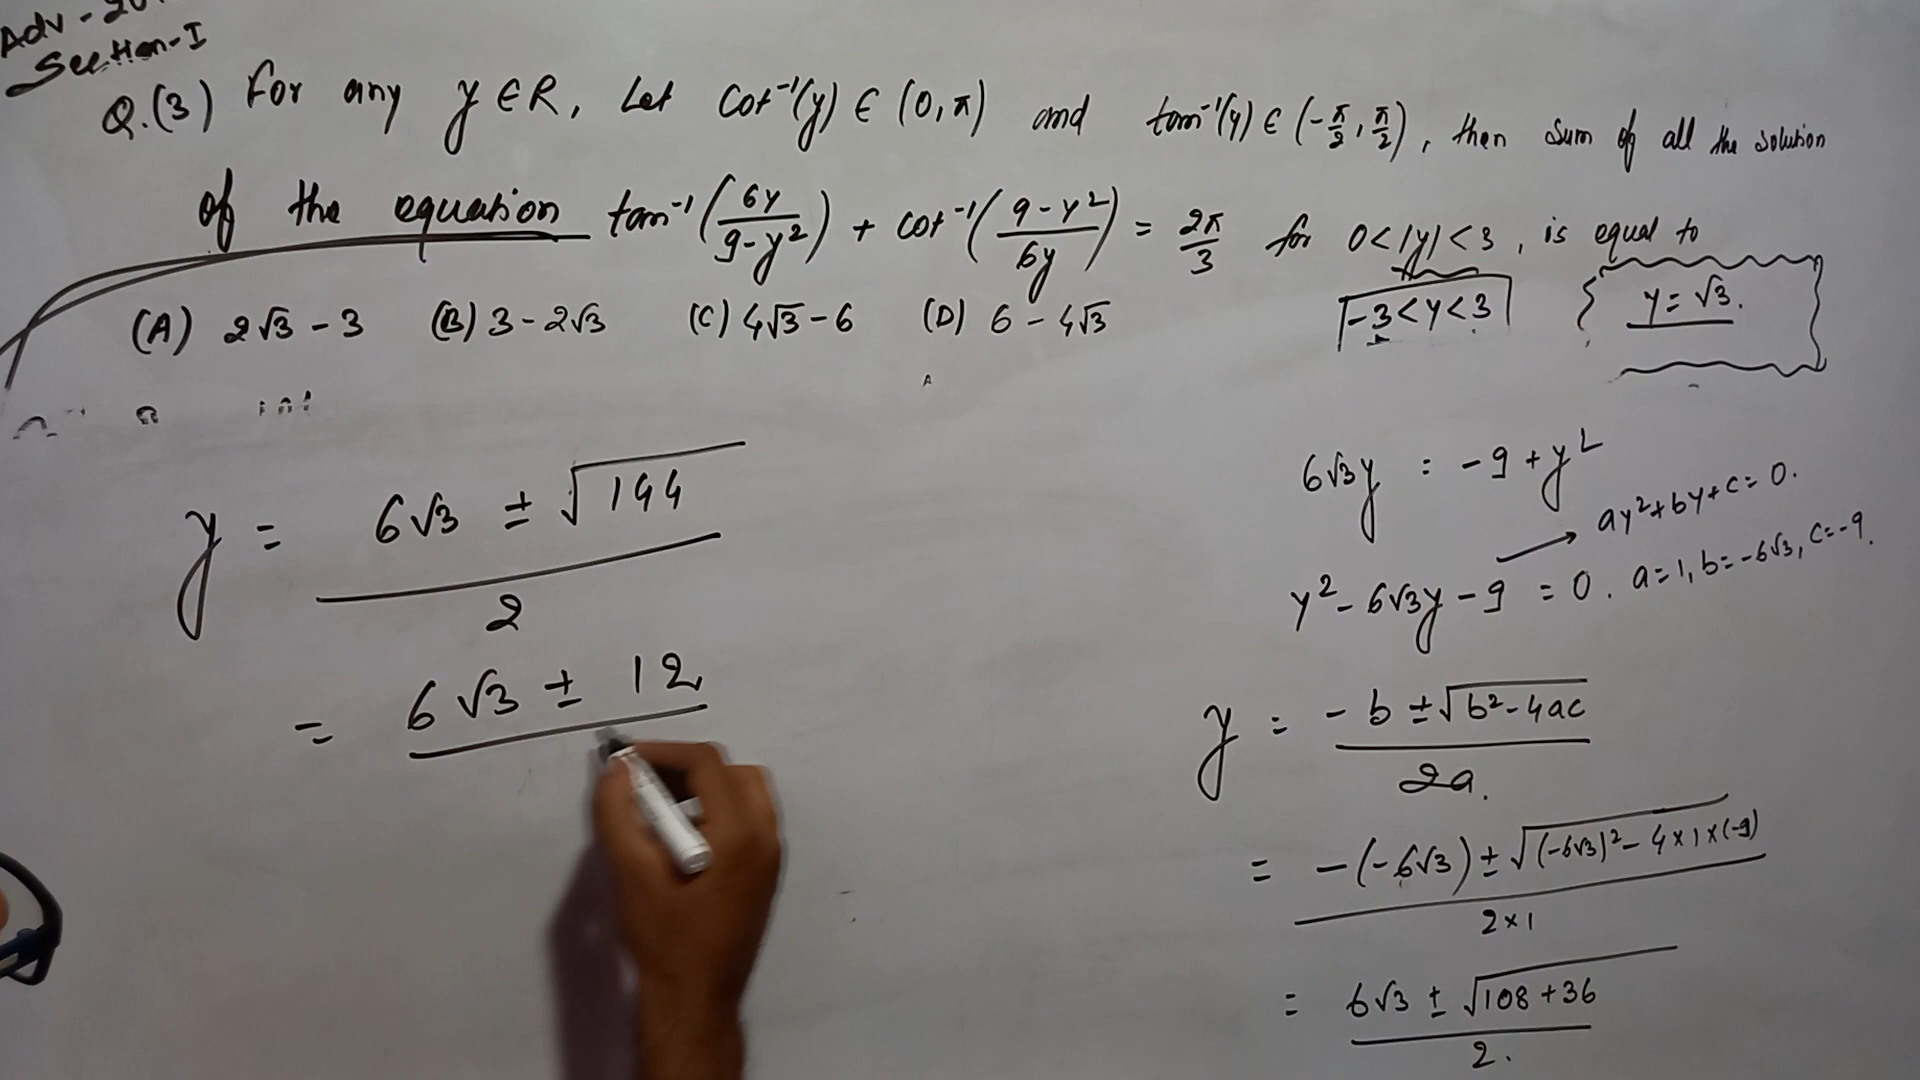 Adv - 20
Section-I
Q.(3) For any y∈R, Let Cot⁻¹(y) ∈ (0,π) and tan⁻¹(y) ∈ (-π/2, π/2), then sum of all the solution
of the equation tan⁻¹(6y/9-y²) + cot⁻¹(9-y²/6y) = 2π/3 for 0<|y|<3, is equal to
(A) 2√3 - 3 (B) 3 - 2√3 (C) 4√3 - 6 (D) 6 - 4√3
-3<y<3
y = √3.
y = 6√3 ± √144 / 2
= 6√3 ± 12
6√3y = -9 + y²
ay²+by+c=0.
y² - 6√3y - 9 = 0. a=1, b=-6√3, c=-9.
y = -b ± √b²-4ac / 2a.
= -(-6√3) ± √(-6√3)² - 4×1×(-9) / 2×1
= 6√3 ± √108+36 / 2.